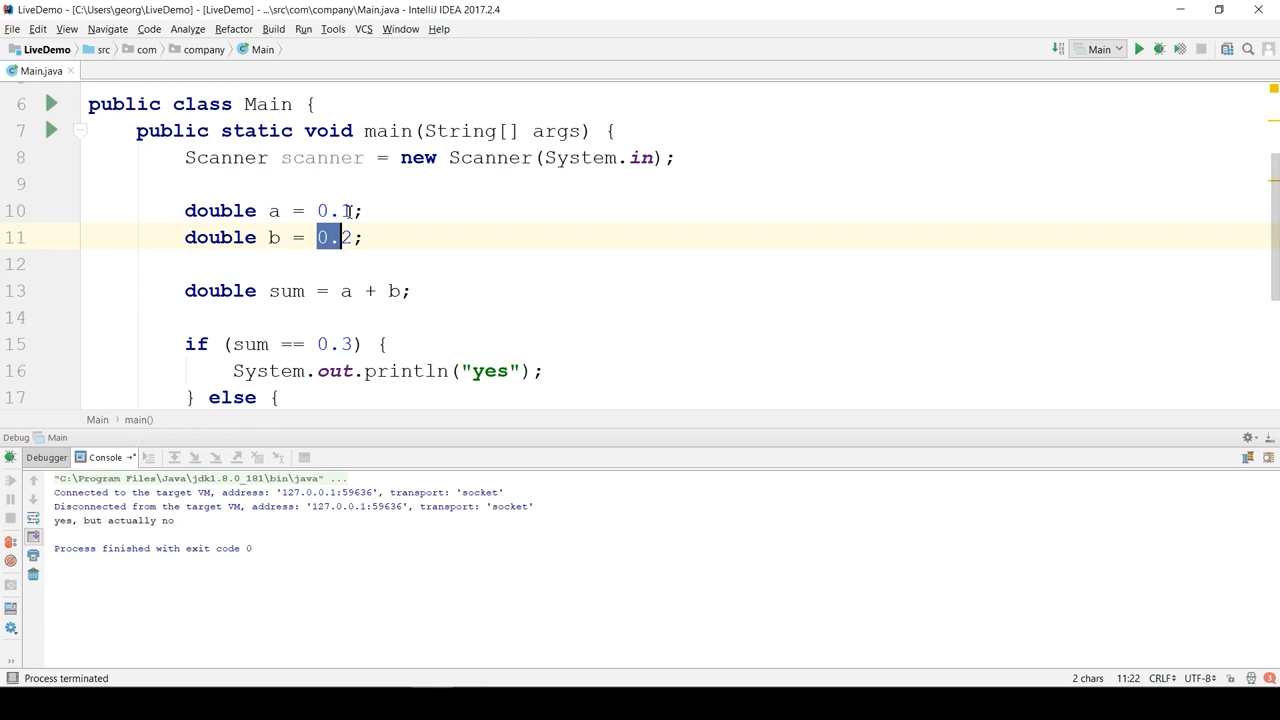 LiveDemo - [C:\Users\georg\LiveDemo] - [LiveDemo] - ...\src\com\company\Main.java - IntelliJ IDEA 2017.2.4
File Edit View Navigate Code Analyze Refactor Build Run Tools VCS Window Help
LiveDemo src com company Main Main
Main.java
6 public class Main {
7 public static void main(String[] args) {
8 Scanner scanner = new Scanner(System.in);
9
10 double a = 0.1;
11 double b = 0.2;
12
13 double sum = a + b;
14
15 if (sum == 0.3) {
16 System.out.println("yes");
17 } else {
Main main()
Debug Main
Debugger Console
"C:\Program Files\Java\jdk1.8.0_181\bin\java" ...
Connected to the target VM, address: '127.0.0.1:59636', transport: 'socket'
Disconnected from the target VM, address: '127.0.0.1:59636', transport: 'socket'
yes, but actually no
Process finished with exit code 0
Process terminated 2 chars 11:22 CRLF UTF-8 3